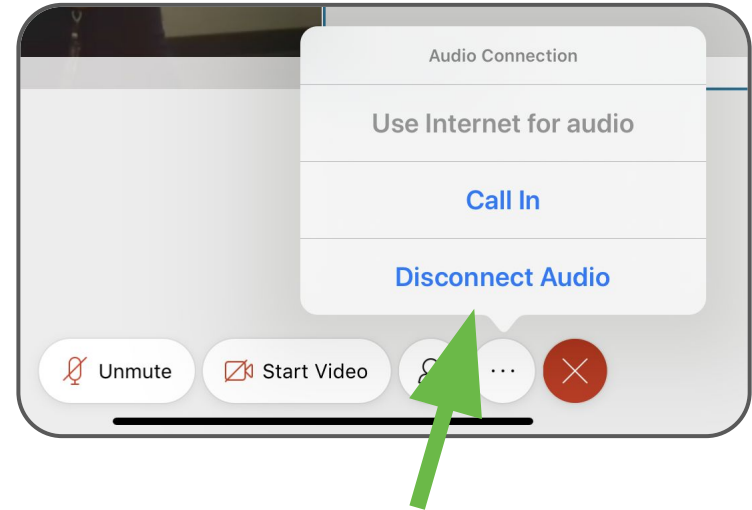 Audio Connection
Use Internet for audio
Call In
Disconnect Audio
Unmute
Start Video